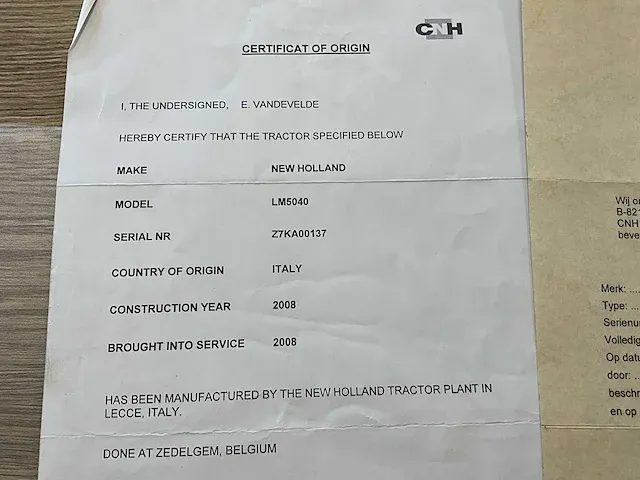 CNH
CERTIFICAT OF ORIGIN
I, THE UNDERSIGNED, E. VANDEVELDE
HEREBY CERTIFY THAT THE TRACTOR SPECIFIED BELOW
MAKE NEW HOLLAND
MODEL LM5040
SERIAL NR Z7KA00137
COUNTRY OF ORIGIN ITALY
CONSTRUCTION YEAR 2008
BROUGHT INTO SERVICE 2008
HAS BEEN MANUFACTURED BY THE NEW HOLLAND TRACTOR PLANT IN
LECCE, ITALY.
DONE AT ZEDELGEM, BELGIUM
Wij
B-82
CNH
beve
Merk: ....
Type: ...
Serienu
Volledig
Op datu
door: ..
beschr
en op